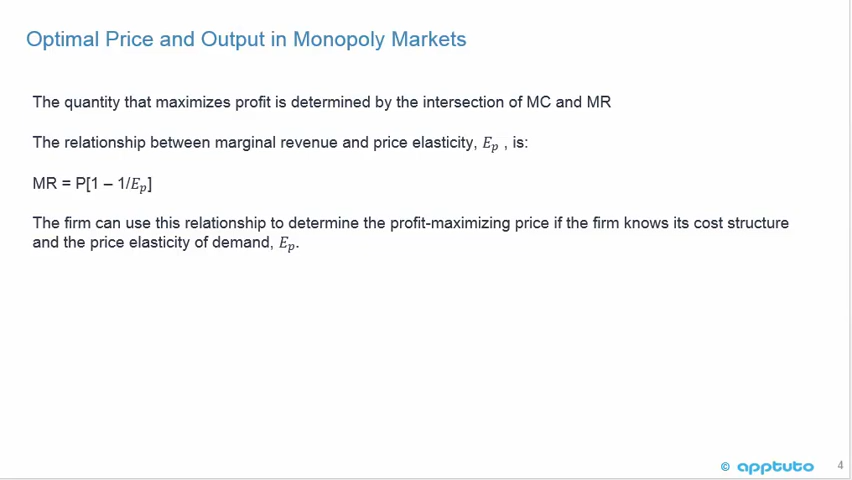 Optimal Price and Output in Monopoly Markets
The quantity that maximizes profit is determined by the intersection of MC and MR
The relationship between marginal revenue and price elasticity, Eₚ , is:
MR = P[1 – 1/Eₚ]
The firm can use this relationship to determine the profit-maximizing price if the firm knows its cost structure
and the price elasticity of demand, Eₚ.
© apptuto 4